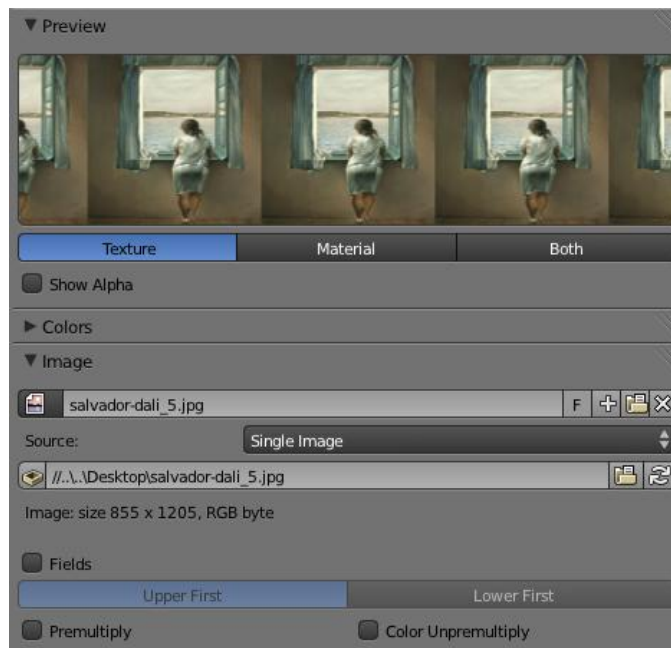 Preview
Texture Material Both
Show Alpha
Colors
Image
salvador-dali_5.jpg F
Source: Single Image
//..\..\Desktop\salvador-dali_5.jpg
Image: size 855 x 1205, RGB byte
Fields
Upper First Lower First
Premultiply Color Unpremultiply